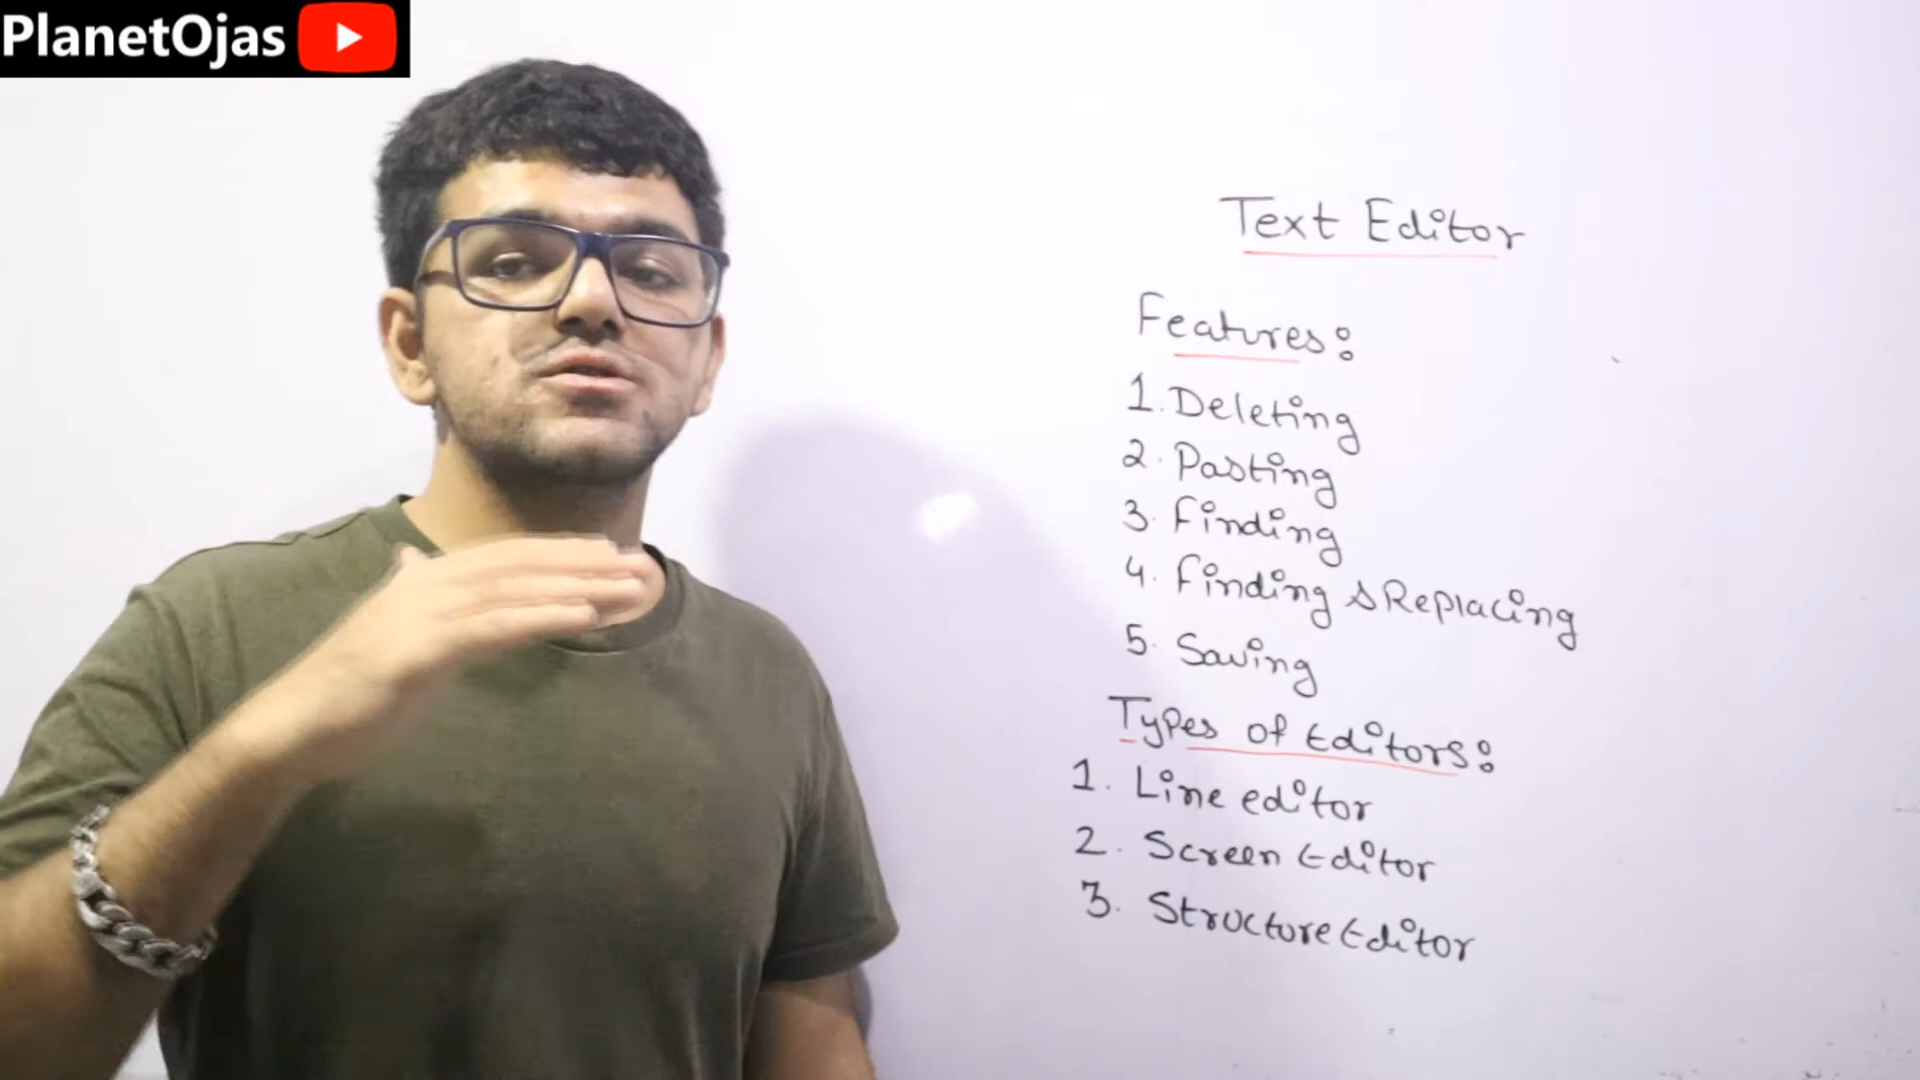 PlanetOjas
Text Editor
Features:
1. Deleting
2. Pasting
3. Finding
4. Finding & Replacing
5. Saving
Types of Editors:
1. Line editor
2. Screen Editor
3. Structure Editor